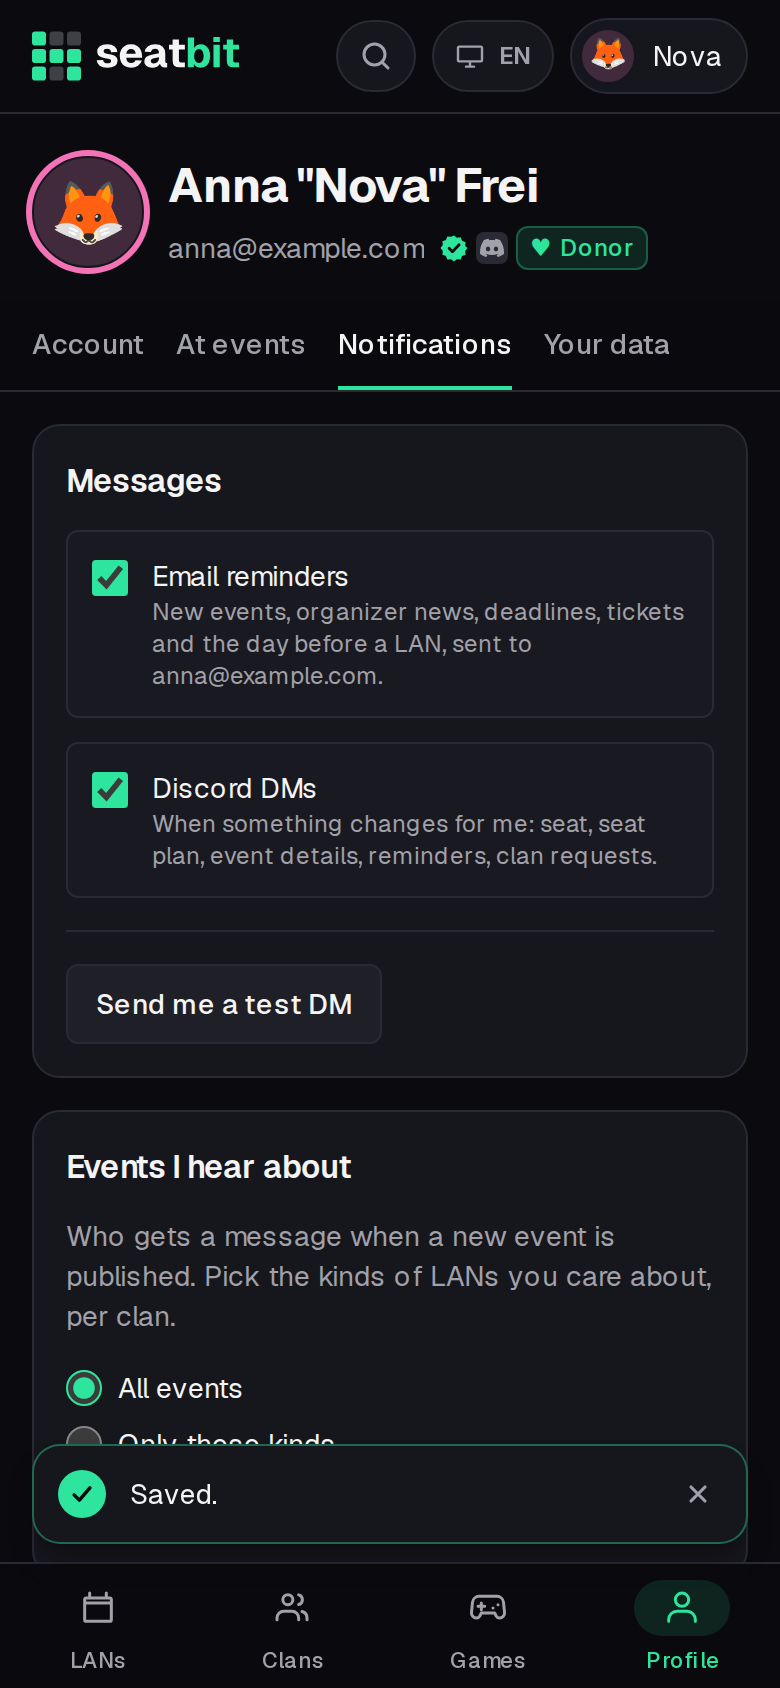 seatbit
EN
Nova
Anna "Nova" Frei
anna@example.com
Donor
Account
At events
Notifications
Your data
Messages
Email reminders
New events, organizer news, deadlines, tickets
and the day before a LAN, sent to
anna@example.com.
Discord DMs
When something changes for me: seat, seat
plan, event details, reminders, clan requests.
Send me a test DM
Events I hear about
Who gets a message when a new event is
published. Pick the kinds of LANs you care about,
per clan.
All events
Only these kinds
Saved.
LANs
Clans
Games
Profile